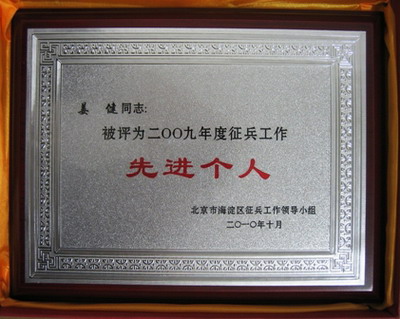 姜 健同志:
被评为二OO九年度征兵工作
先进个人
北京市海淀区征兵工作领导小组
二〇一〇年十月